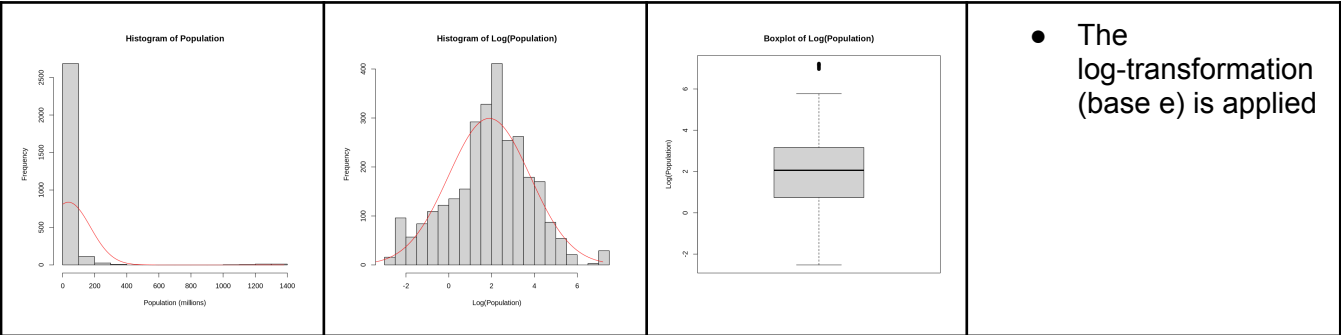 Histogram of Population
Frequency
0
500
1000
1500
2000
2500
0 200 400 600 800 1000 1200 1400
Population (millions)
Histogram of Log(Population)
Frequency
0
100
200
300
400
-2 0 2 4 6
Log(Population)
Boxplot of Log(Population)
Log(Population)
-2
0
2
4
6
● The
log-transformation
(base e) is applied